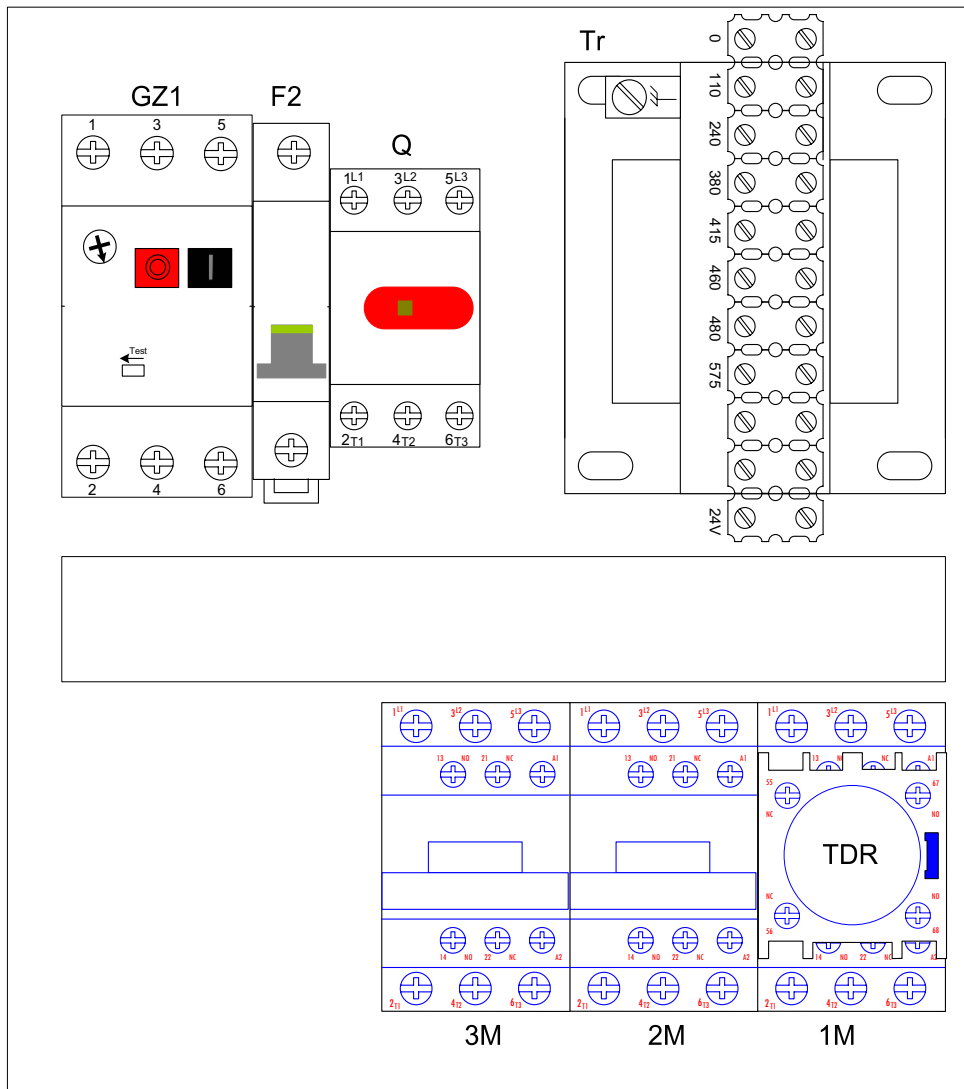 Tr
GZ1 F2
Q
1 3 5
1L1 3L2 5L3
Test
2T1 4T2 6T3
2 4 6
0
110
240
380
415
460
480
575
24V
1L1 3L2 5L3 1L1 3L2 5L3 1L1 3L2 5L3
13 NO 21 NC A1 13 NO 21 NC A1 13 NO NC A1
55 67
NC NO
TDR
NC NO
56 68
14 NO 22 NC A2 14 NO 22 NC A2 14 NO 22 NC A2
2T1 4T2 6T3 2T1 4T2 6T3 2T1 4T2 6T3
3M 2M 1M